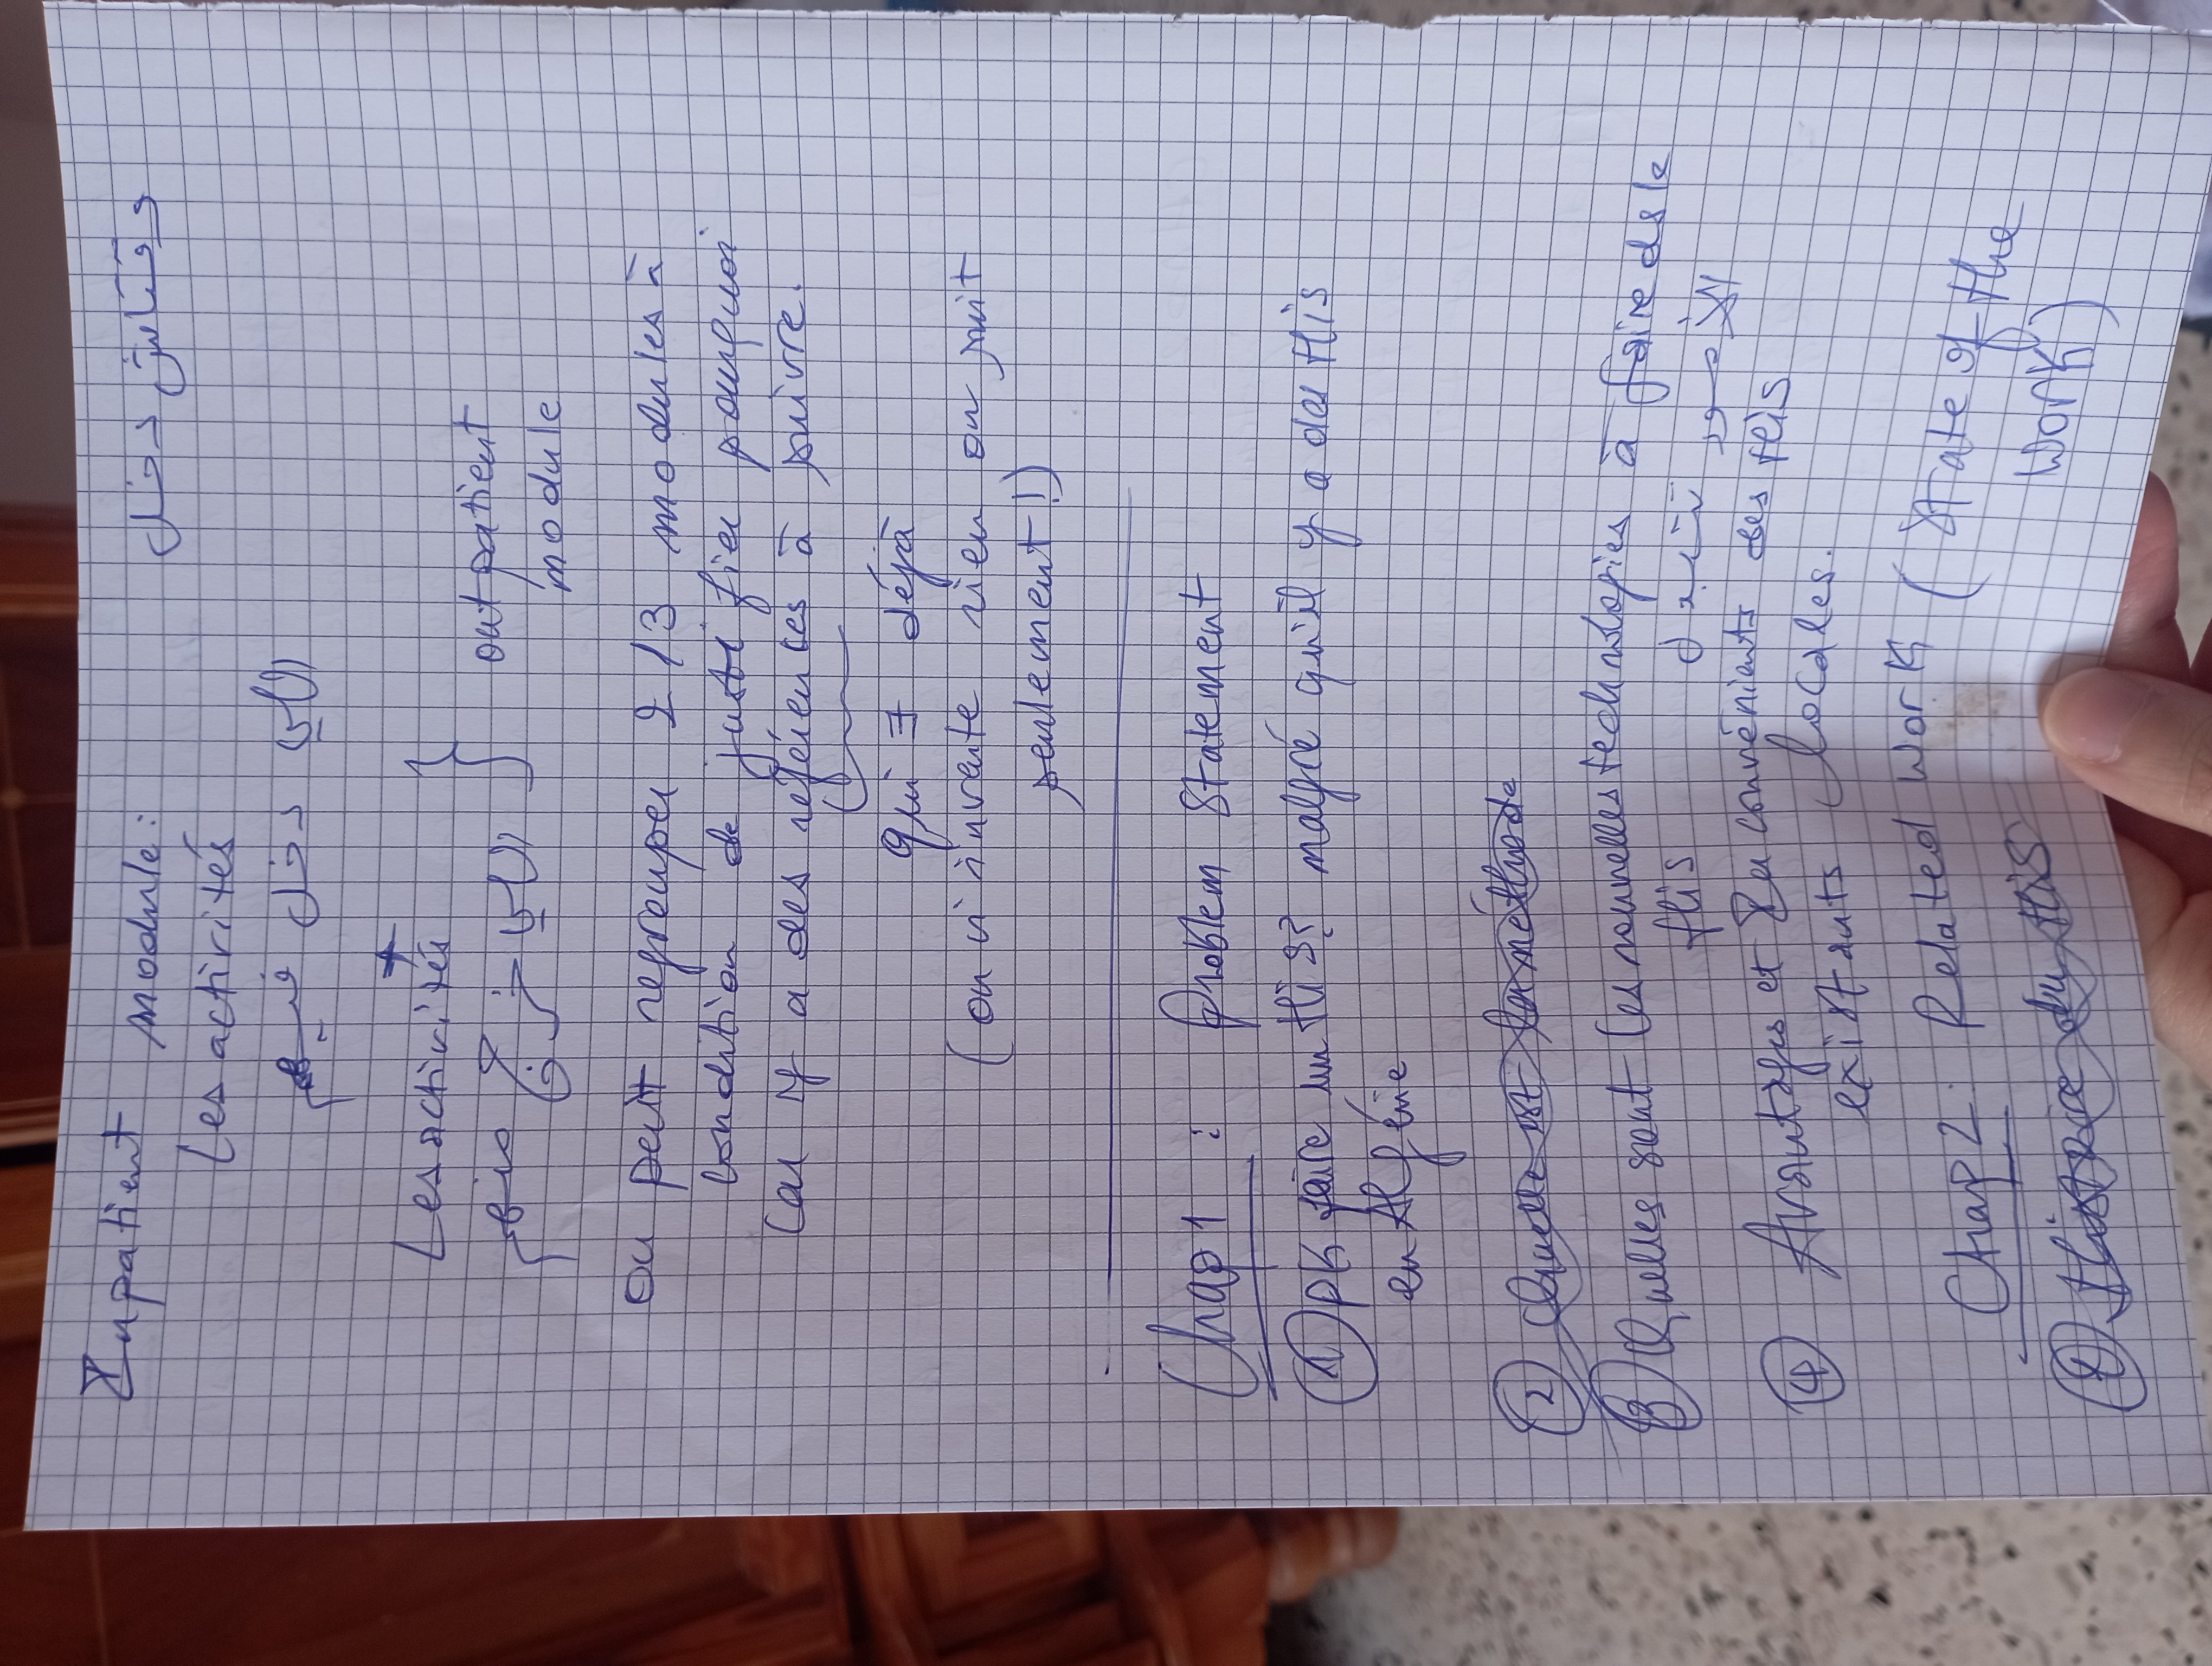 Inpatient module: وقتاش دخل
Les activités
اللي دخل فيهم
+
Les activités
اللي خرج منهم } outpatient
module
on peut regrouper 2/3 modules à
condition de justifier pourquoi
car y a des références à suivre.
qui ∃ déjà
(on n'invente rien on suit
seulement!)
Chap 1 : Problem Statement
① pk faire un His? malgré qu'il y a des His
en Algérie
② Quelle est la méthode
③ Quelles sont les nouvelles technologies à faire ds le
His
④ Avantages et Inconvénients des His
existants locales.
Chap 2: Related Work (State of the
Work)
① Histoire du His